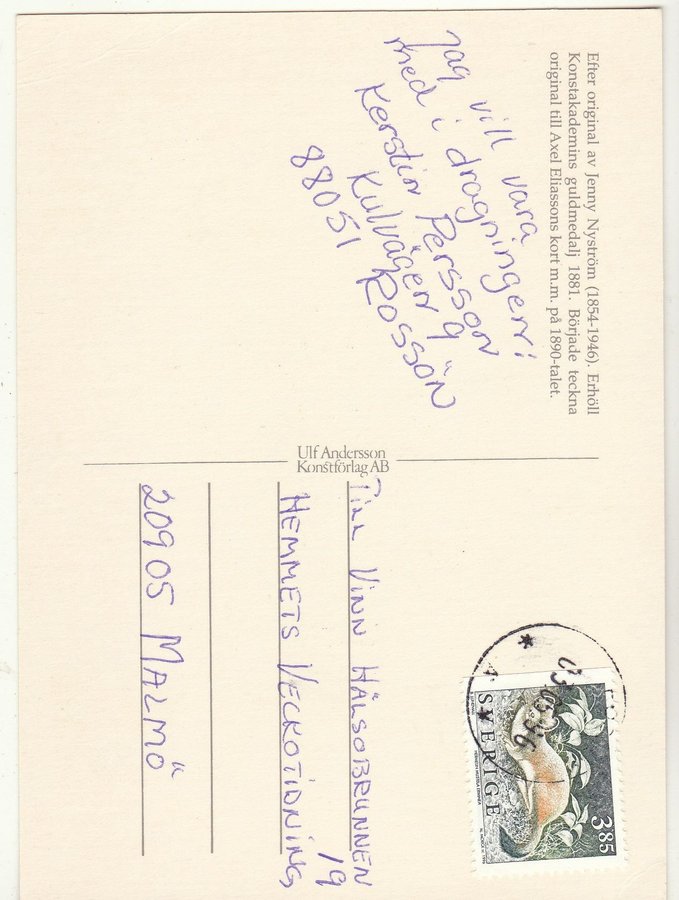 Efter original av Jenny Nyström (1854-1946). Erhöll
Konstakademins guldmedalj 1881. Började teckna
original till Axel Eliassons kort m.m. på 1890-talet.
Jag vill vara
med i dragningen:
Kerstin Persson
Kulvägen 9
88051 Rossön
Ulf Andersson
Konstförlag AB
Vinn Hälsobrunnen
19
Hemmets Veckotidning,
20905 Malmö
SVERIGE
3.85